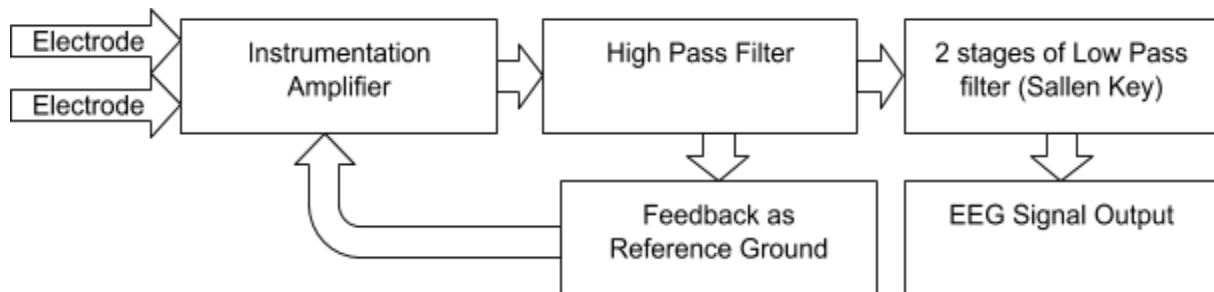 Electrode
Electrode
Instrumentation
Amplifier
High Pass Filter
2 stages of Low Pass
filter (Sallen Key)
Feedback as
Reference Ground
EEG Signal Output